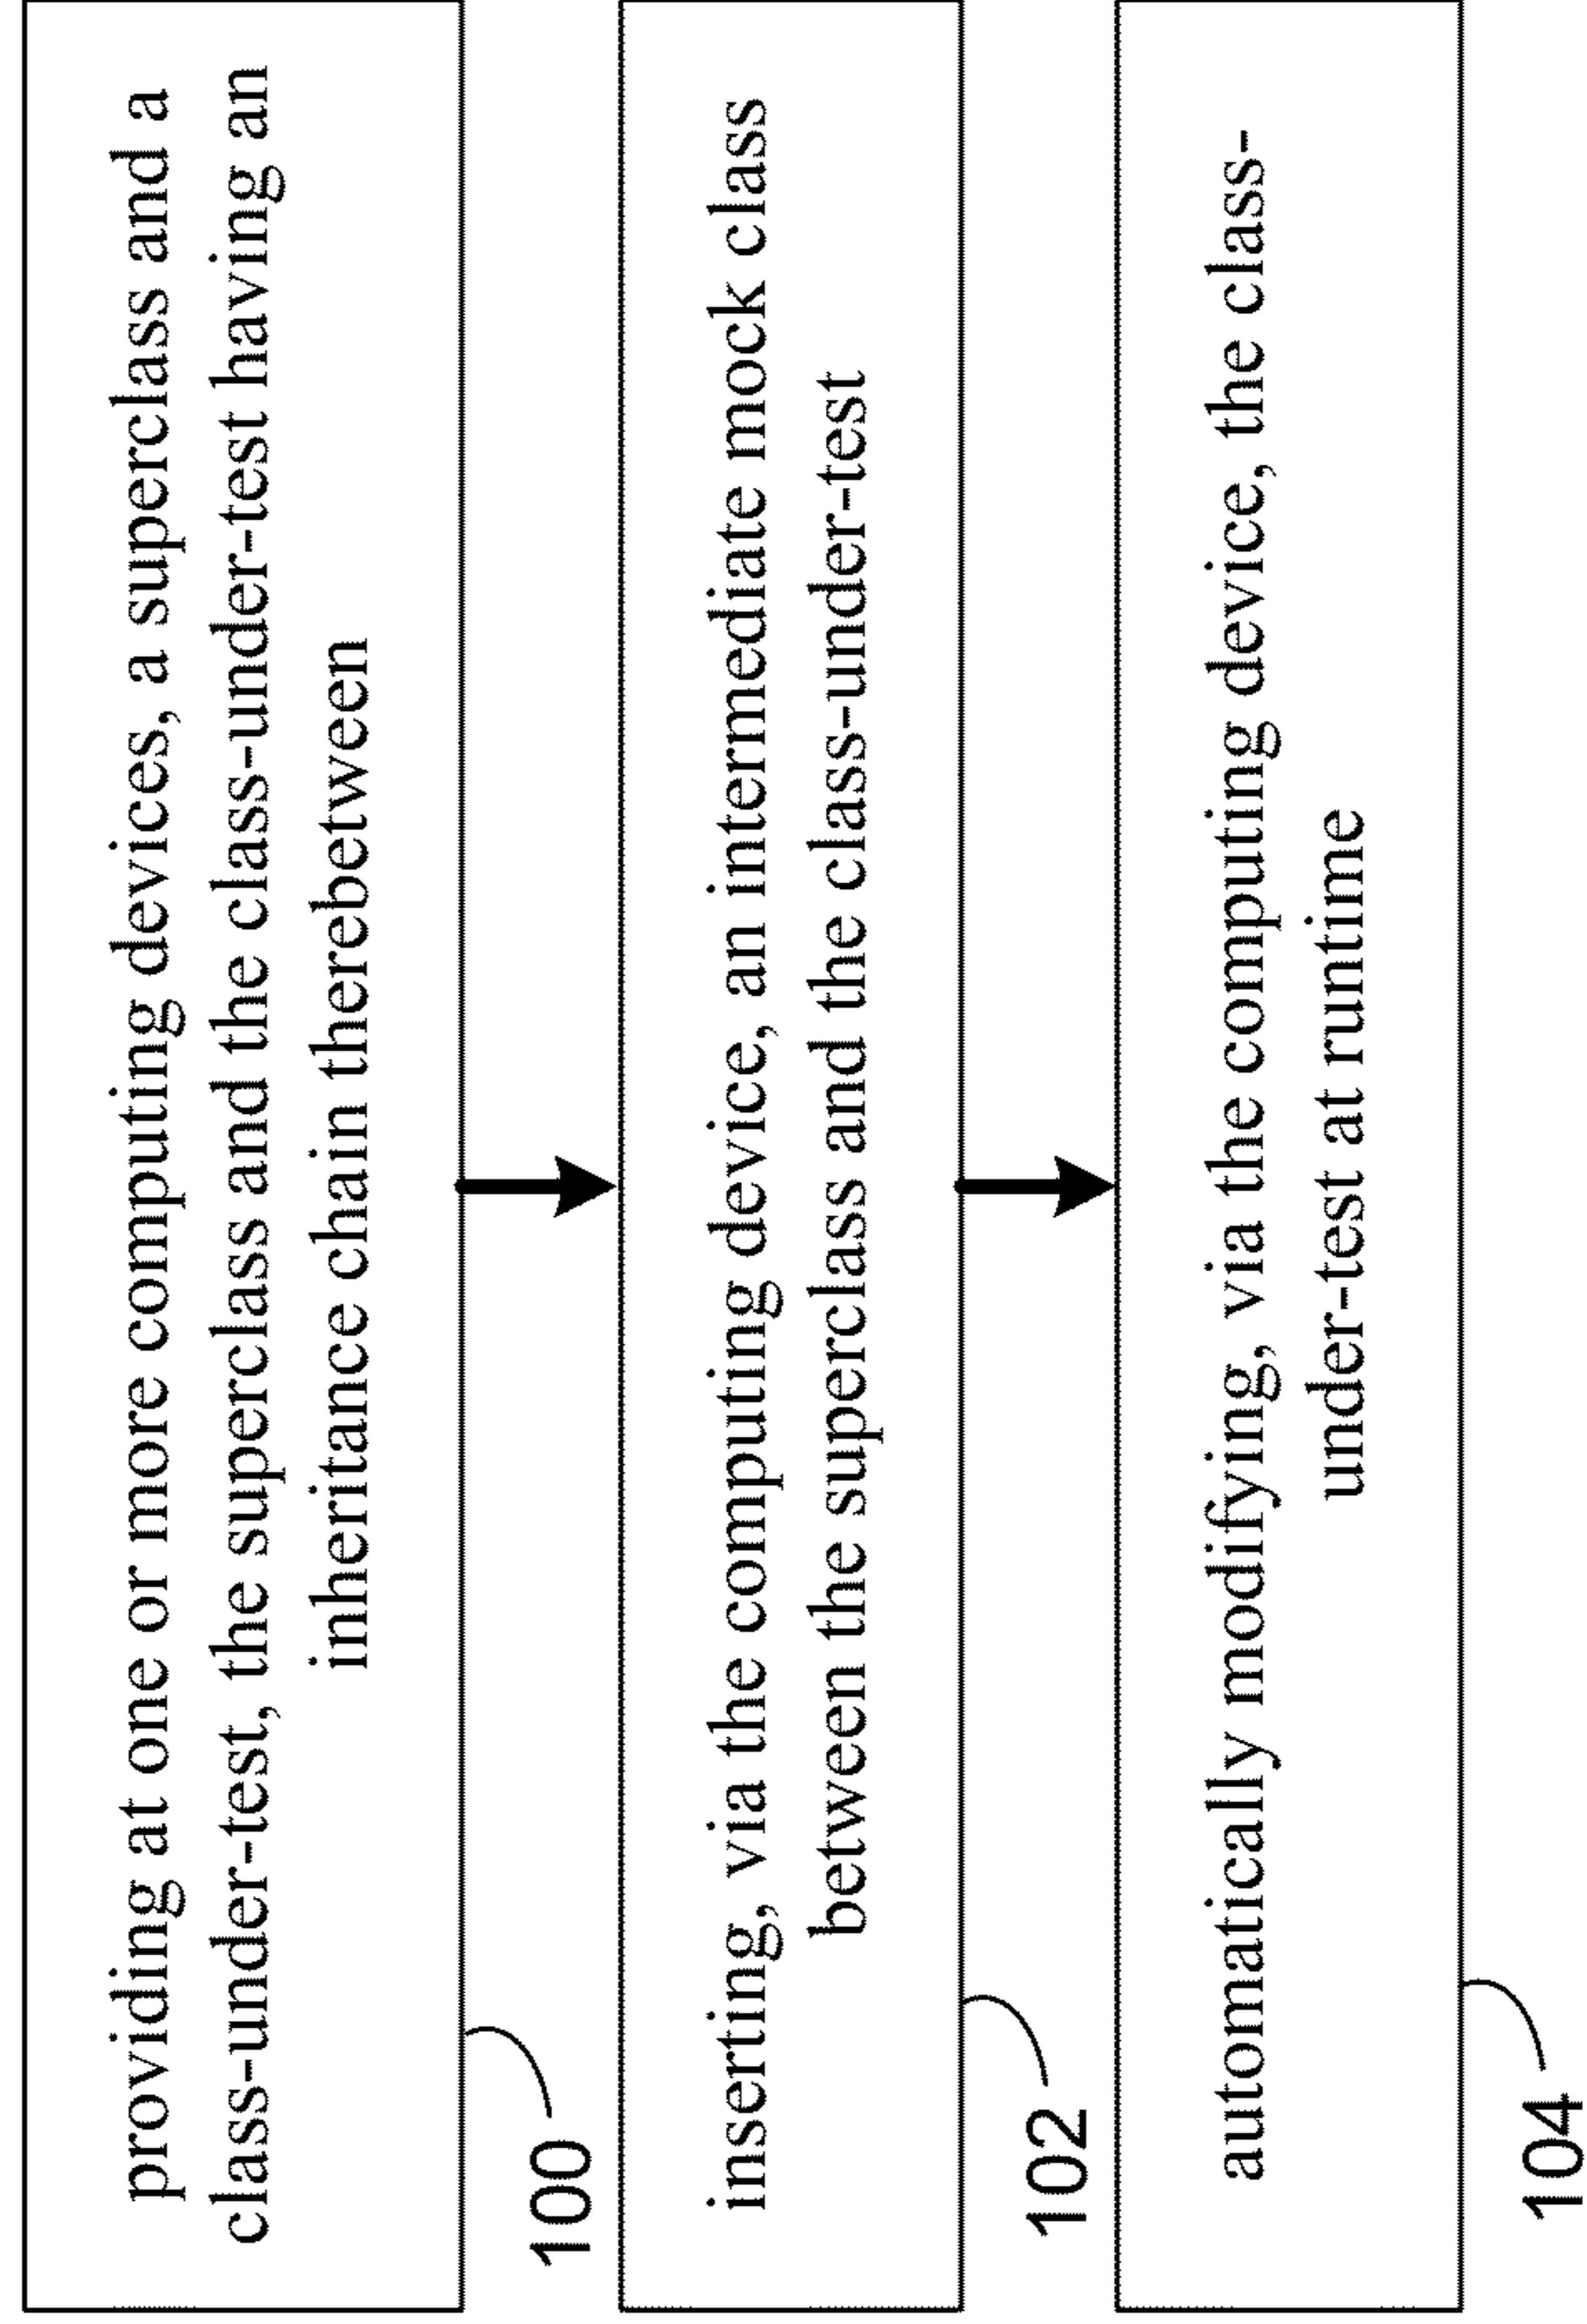 providing at one or more computing devices, a superclass and a
class-under-test, the superclass and the class-under-test having an
inheritance chain therebetween
100
inserting, via the computing device, an intermediate mock class
between the superclass and the class-under-test
102
automatically modifying, via the computing device, the class-
under-test at runtime
104